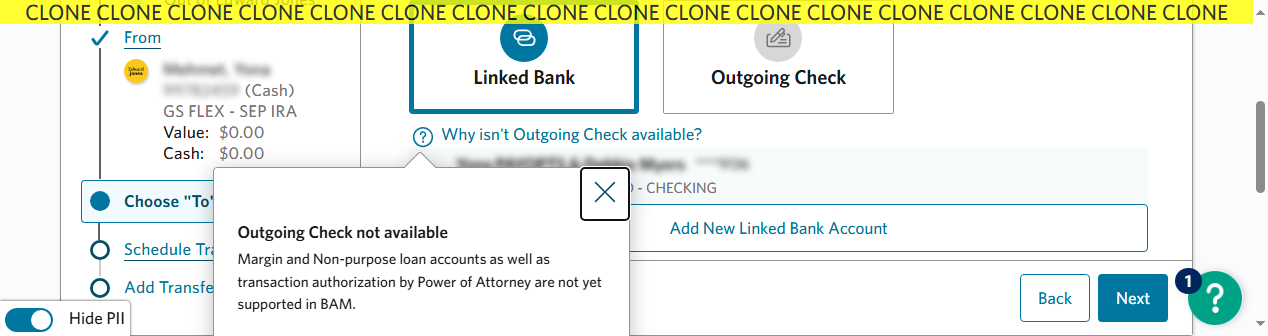 CLONE CLONE CLONE CLONE CLONE CLONE CLONE CLONE CLONE CLONE CLONE CLONE CLONE CLONE CLONE CLONE CLONE
From
Edward Jones
(Cash)
GS FLEX - SEP IRA
Value: $0.00
Cash: $0.00
Choose "To"
Schedule Tra
Add Transfe
Hide PII
Linked Bank
Outgoing Check
Why isn't Outgoing Check available?
- CHECKING
Add New Linked Bank Account
Outgoing Check not available
Margin and Non-purpose loan accounts as well as
transaction authorization by Power of Attorney are not yet
supported in BAM.
Back
Next
1